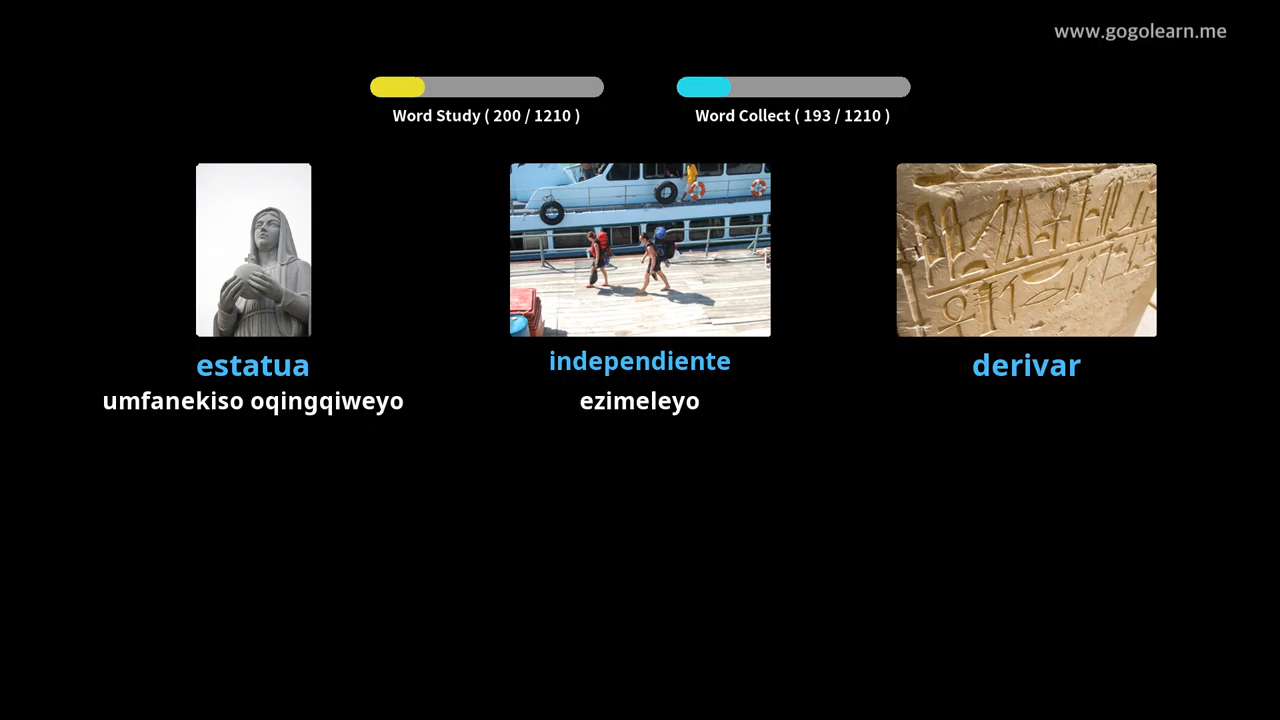 www.gogolearn.me
Word Study ( 200 / 1210 )
Word Collect ( 193 / 1210 )
estatua
umfanekiso oqingqiweyo
independiente
ezimeleyo
derivar